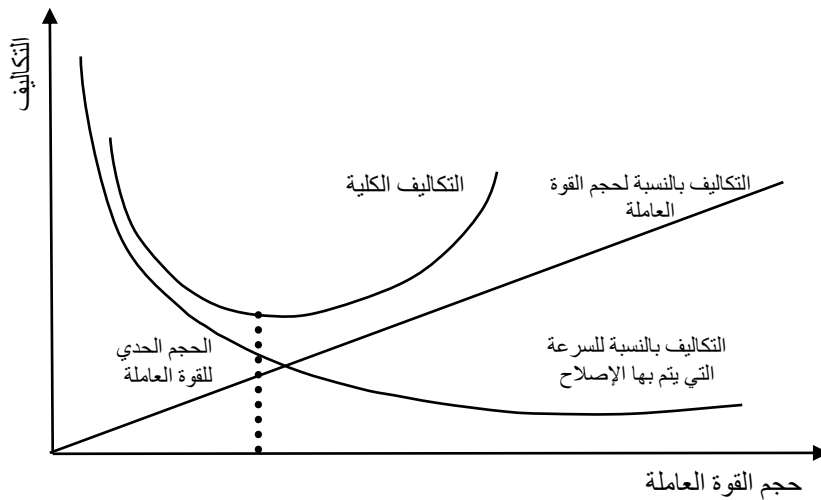 التكاليف
التكاليف الكلية
التكاليف بالنسبة لحجم القوة
العاملة
الحجم الحدي
للقوة العاملة
التكاليف بالنسبة للسرعة
التي يتم بها الإصلاح
حجم القوة العاملة